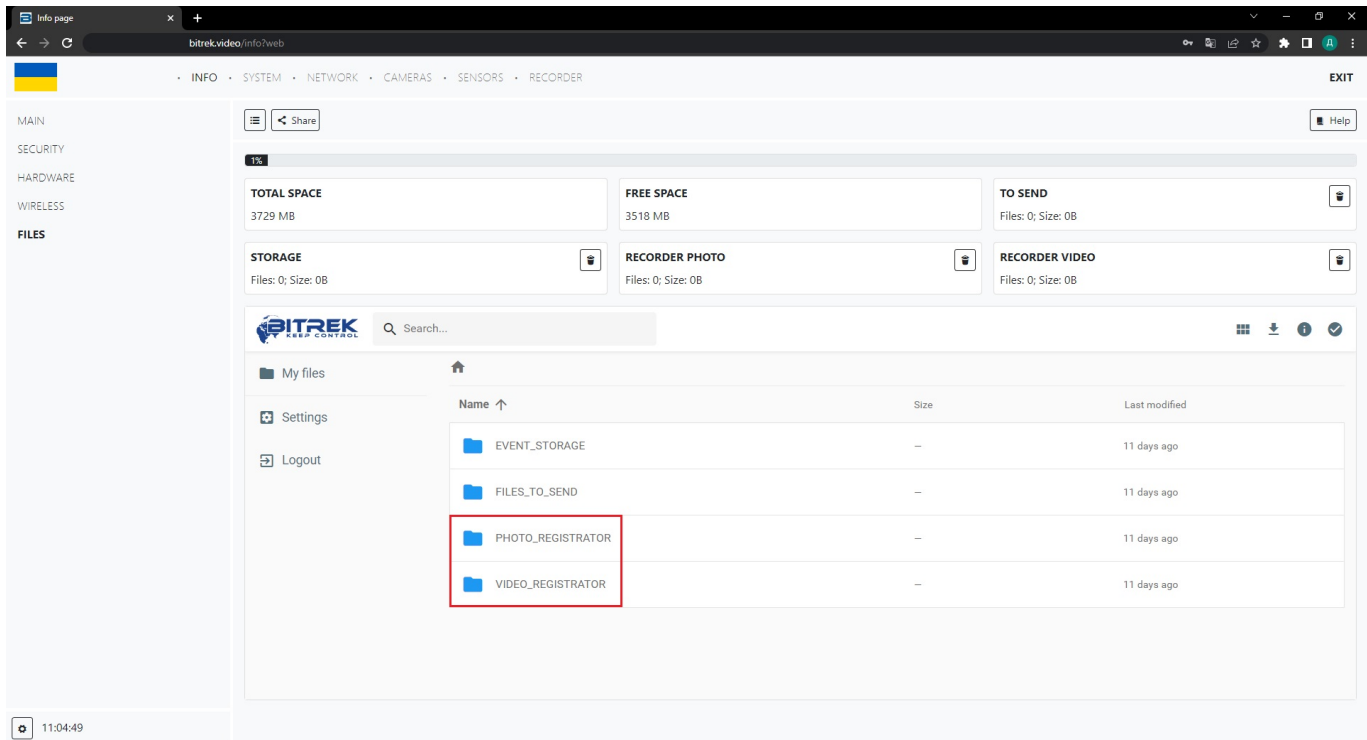 Info page
bitrek.video/info?web
INFO SYSTEM NETWORK CAMERAS SENSORS RECORDER EXIT
MAIN
SECURITY
HARDWARE
WIRELESS
FILES
Share
Help
1%
TOTAL SPACE
3729 MB
FREE SPACE
3518 MB
TO SEND
Files: 0; Size: 0B
STORAGE
Files: 0; Size: 0B
RECORDER PHOTO
Files: 0; Size: 0B
RECORDER VIDEO
Files: 0; Size: 0B
BITREK
KEEP CONTROL
Search...
My files
Settings
Logout
Name Size Last modified
EVENT_STORAGE – 11 days ago
FILES_TO_SEND – 11 days ago
PHOTO_REGISTRATOR – 11 days ago
VIDEO_REGISTRATOR – 11 days ago
11:04:49